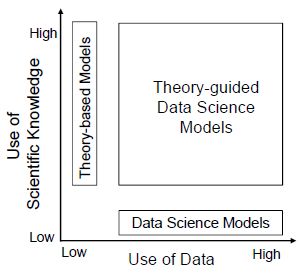 High
Use of
Scientific Knowledge
Theory-based Models
Theory-guided
Data Science
Models
Data Science Models
Low
Low
High
Use of Data